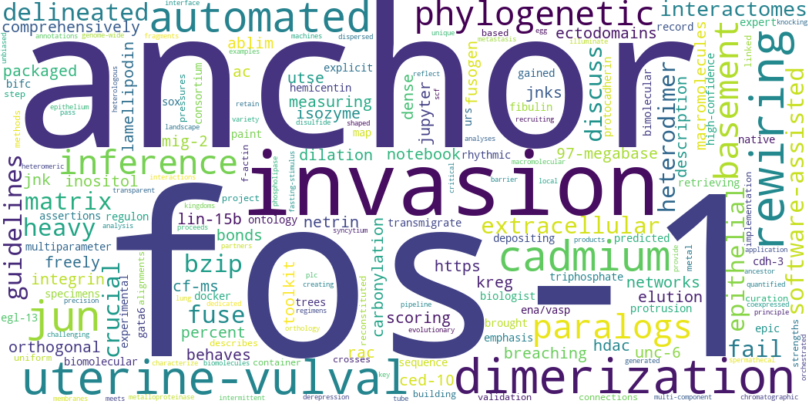 anchor
fos-1
invasion
rewiring
dimerization
uterine-vulval
automated
phylogenetic
cadmium
jun
inference
basement
paralogs
extracellular
software-assisted
heterodimer
epithelial
guidelines
matrix
heavy
crucial
bzip
fuse
fail
discuss
delineated
comprehensively
interactomes
ectodomains
macromolecules
packaged
bifc
step
annotations
genome-wide
fragments
interface
machines
dispersed
unique
metastasis
egg
illuminate
examples
unbiased
methods
epithelium
pass
heterologous
sox
pressures
landscape
lamellipodin
consortium
mig-2
ablim
ac
utse
hemicentin
measuring
isozyme
paint
variety
disulfide
explicit
retain
map
shaped
dilation
notebook
rhythmic
dense
jupyter
gained
jnks
fusogen
urs
fibulin
protocadherin
analyses
recruiting
reflect
scf
97-megabase
description
bimolecular
high-confidence
record
expert
linked
knocking
native
retrieving
jnk
inositol
assertions
regulon
lin-15b
ontology
project
transparent
kingdoms
proceeds
analysis
partners
multiparameter
freely
integrin
specimens
precision
egl-13
challenging
orthogonal
uniform
biomolecular
characterize
experimental
gata6
alignments
cf-ms
docker
lung
describes
biomolecules
container
percent
behaves
crosses
rac
toolkit
dedicated
regimens
orthology
trees
reconstituted
evolutionary
pipeline
sequence
key
building
ced-10
scoring
carbonylation
netrin
bonds
f-actin
phospholipase
fasting-stimulus
interactions
syncytium
plc
creating
transmigrate
critical
barrier
local
macromolecular
depositing
products
predicted
https
networks
triphosphate
provide
metal
kreg
elution
biologist
ena/vasp
protrusion
brought
emphasis
hdac
epic
breaching
unc-6
connections
validation
generated
multi-component
chromatographic
implementation
application
ancestor
cdh-3
quantified
curation
coexpressed
principle
strengths
orchestrated
spermathecal
membranes
meets
metalloproteinase
intermittent
derepression
tube
heteromeric